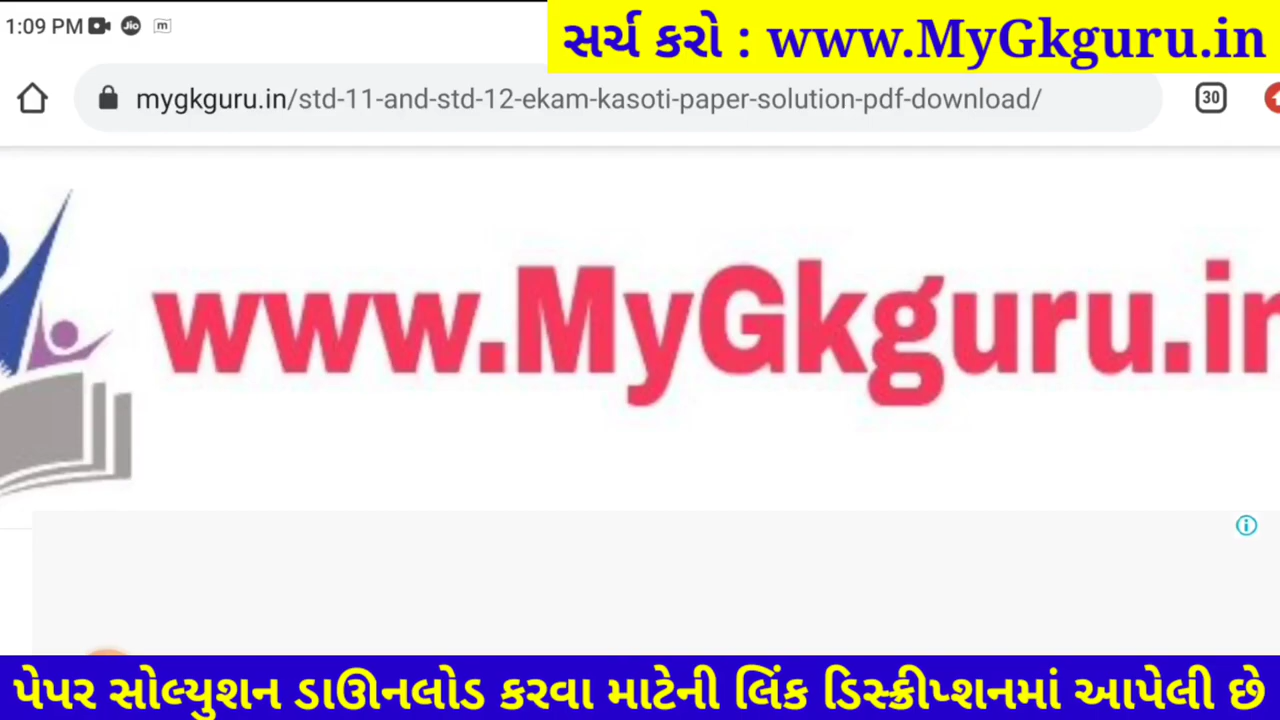 1:09 PM Jio m
સર્ચ કરો : www.MyGkguru.in
mygkguru.in/std-11-and-std-12-ekam-kasoti-paper-solution-pdf-download/
30
www.MyGkguru.in
પેપર સોલ્યુશન ડાઊનલોડ કરવા માટેની લિંક ડિસ્ક્રીપ્શનમાં આપેલી છે